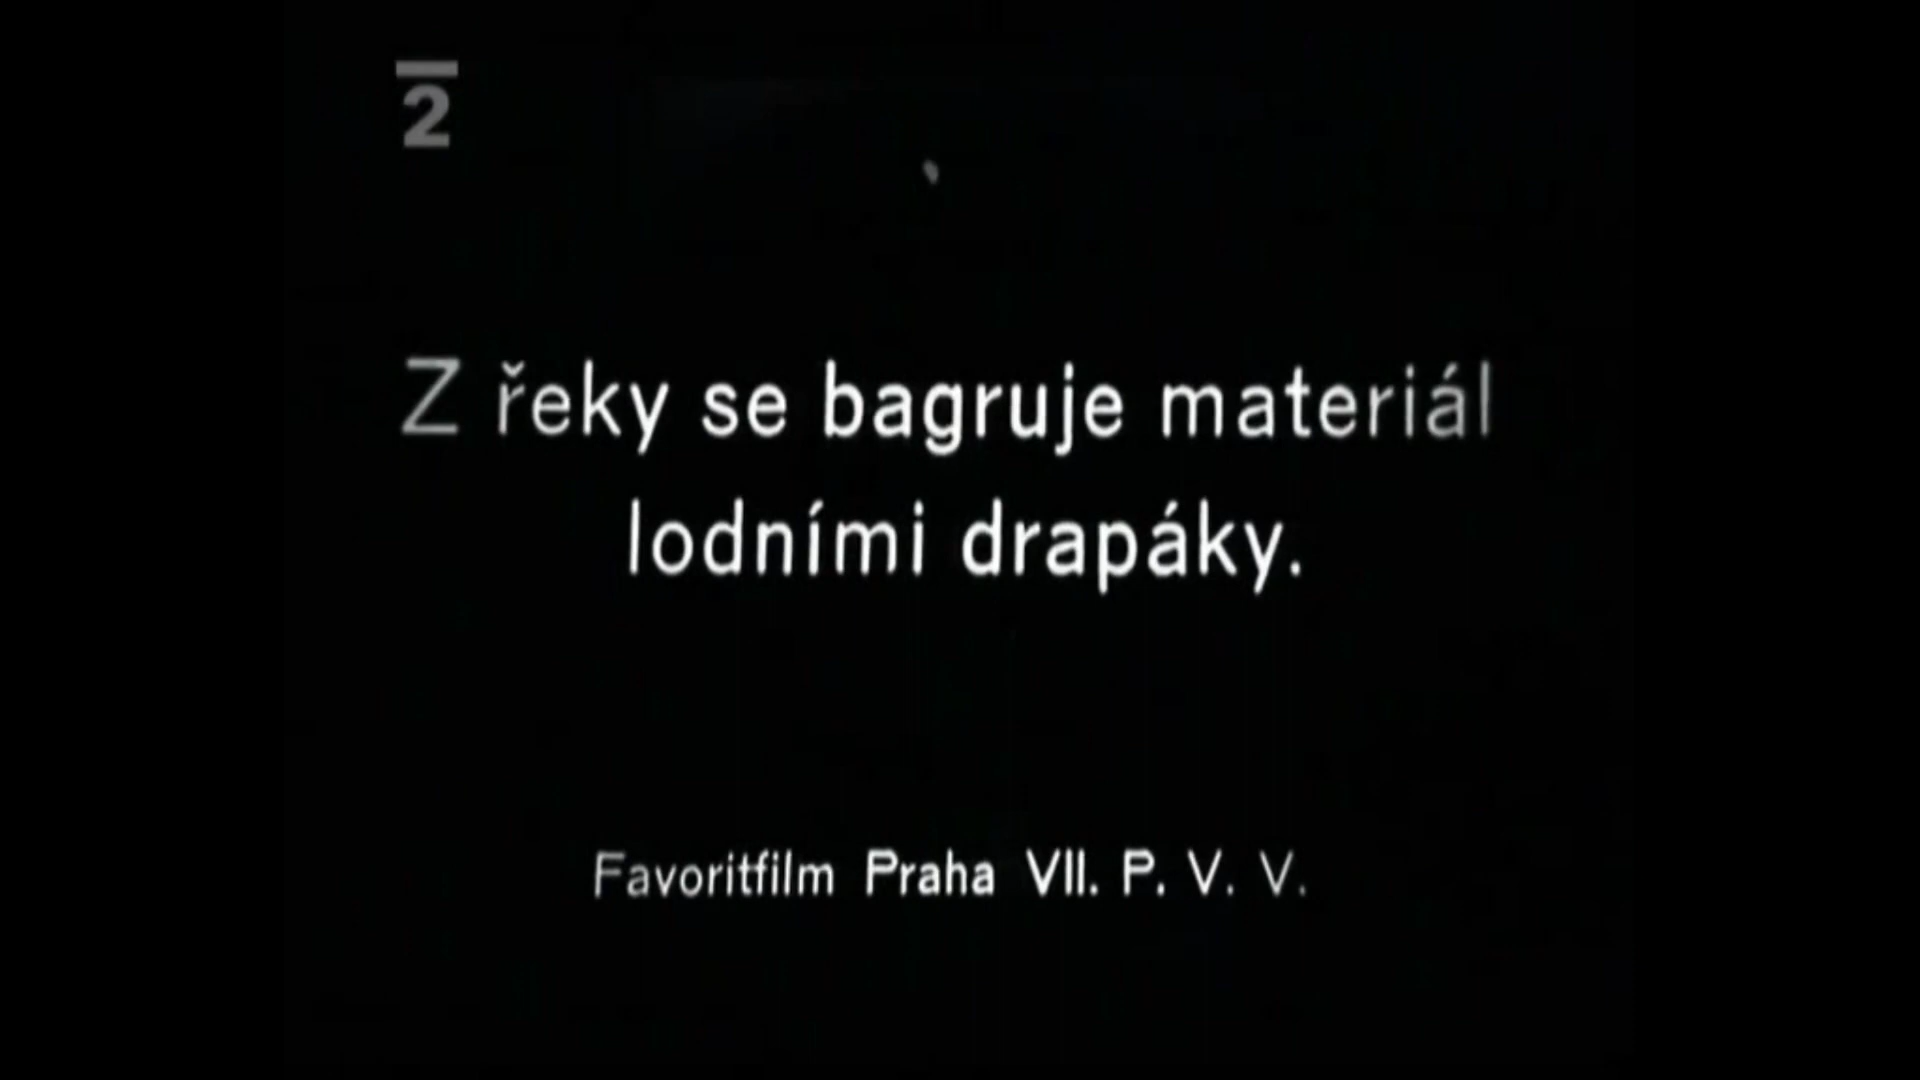 2
Z řeky se bagruje materiál
lodními drapáky.
Favoritfilm Praha VII. P. V. V.